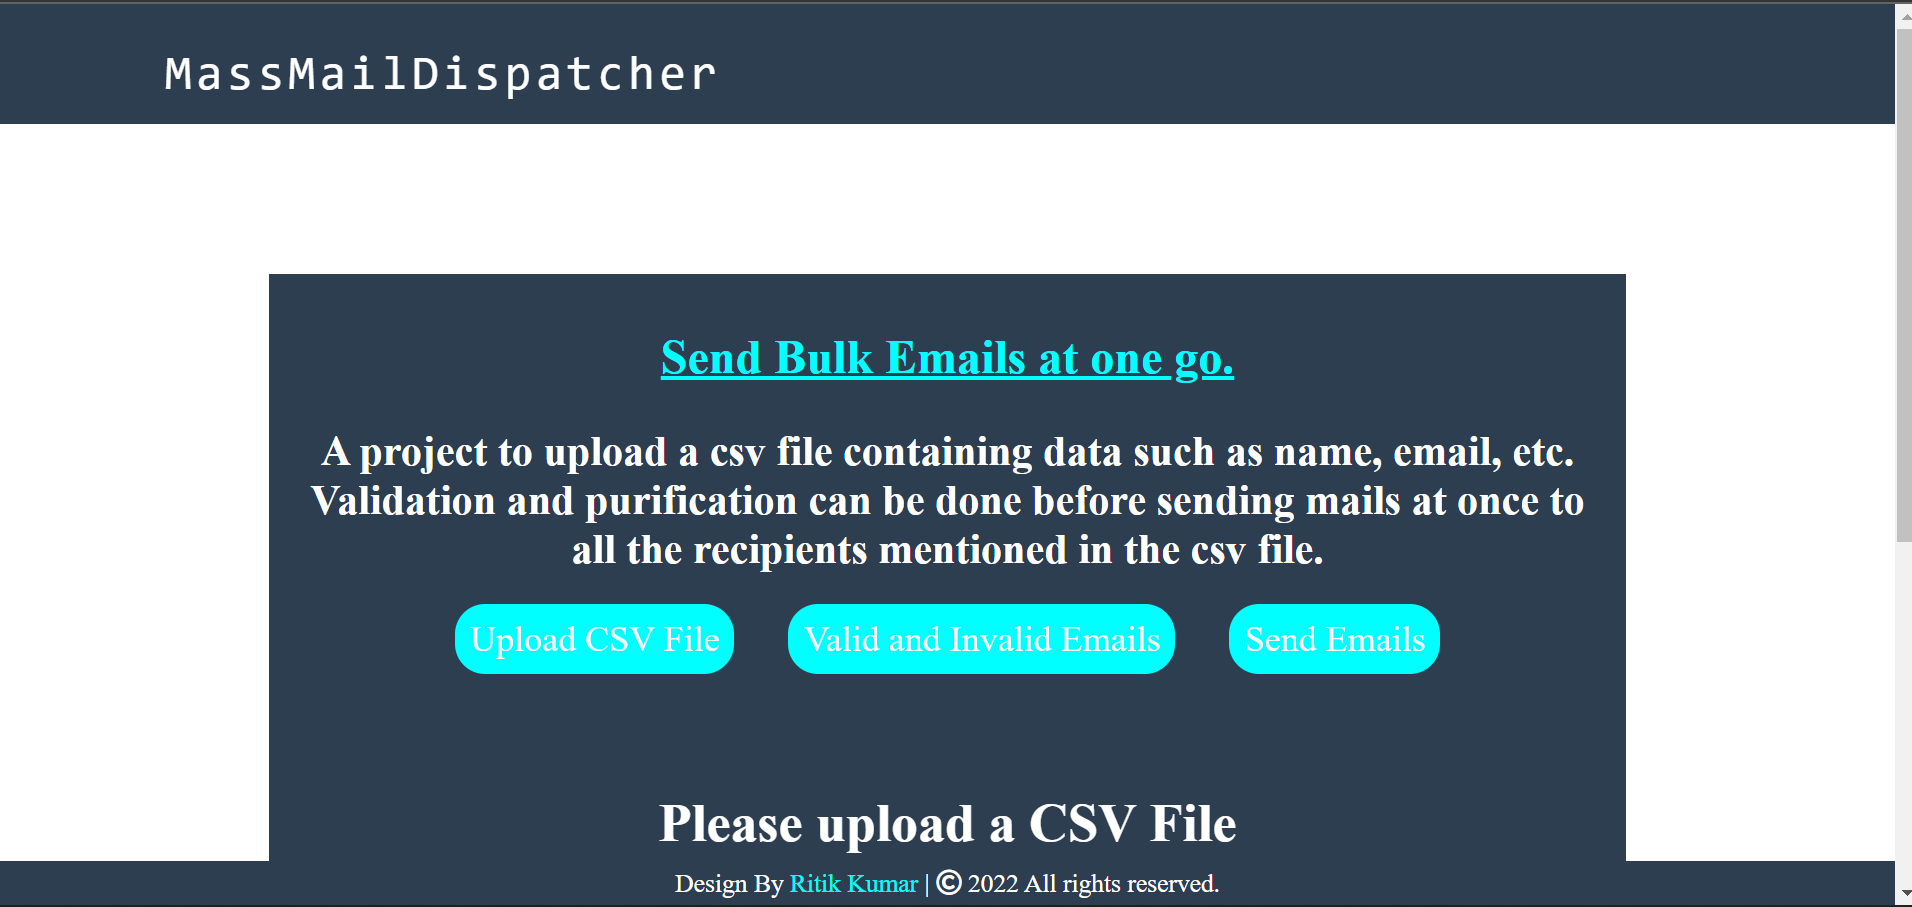 MassMailDispatcher
Send Bulk Emails at one go.
A project to upload a csv file containing data such as name, email, etc.
Validation and purification can be done before sending mails at once to
all the recipients mentioned in the csv file.
Upload CSV File
Valid and Invalid Emails
Send Emails
Please upload a CSV File
Design By Ritik Kumar | © 2022 All rights reserved.